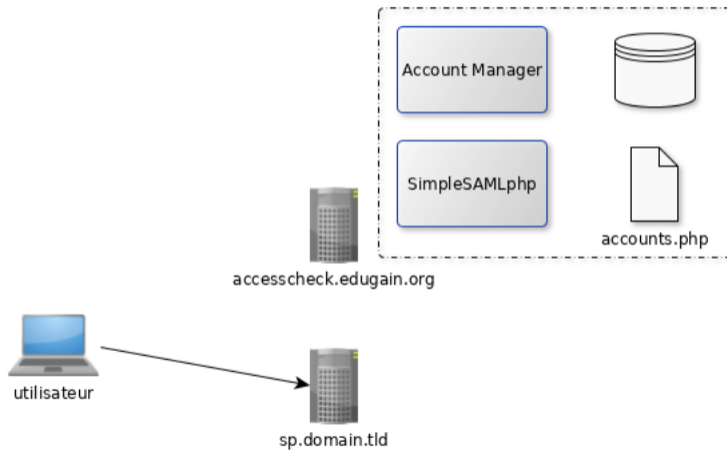 Account Manager
SimpleSAMLphp
accounts.php
accesscheck.edugain.org
utilisateur
sp.domain.tld